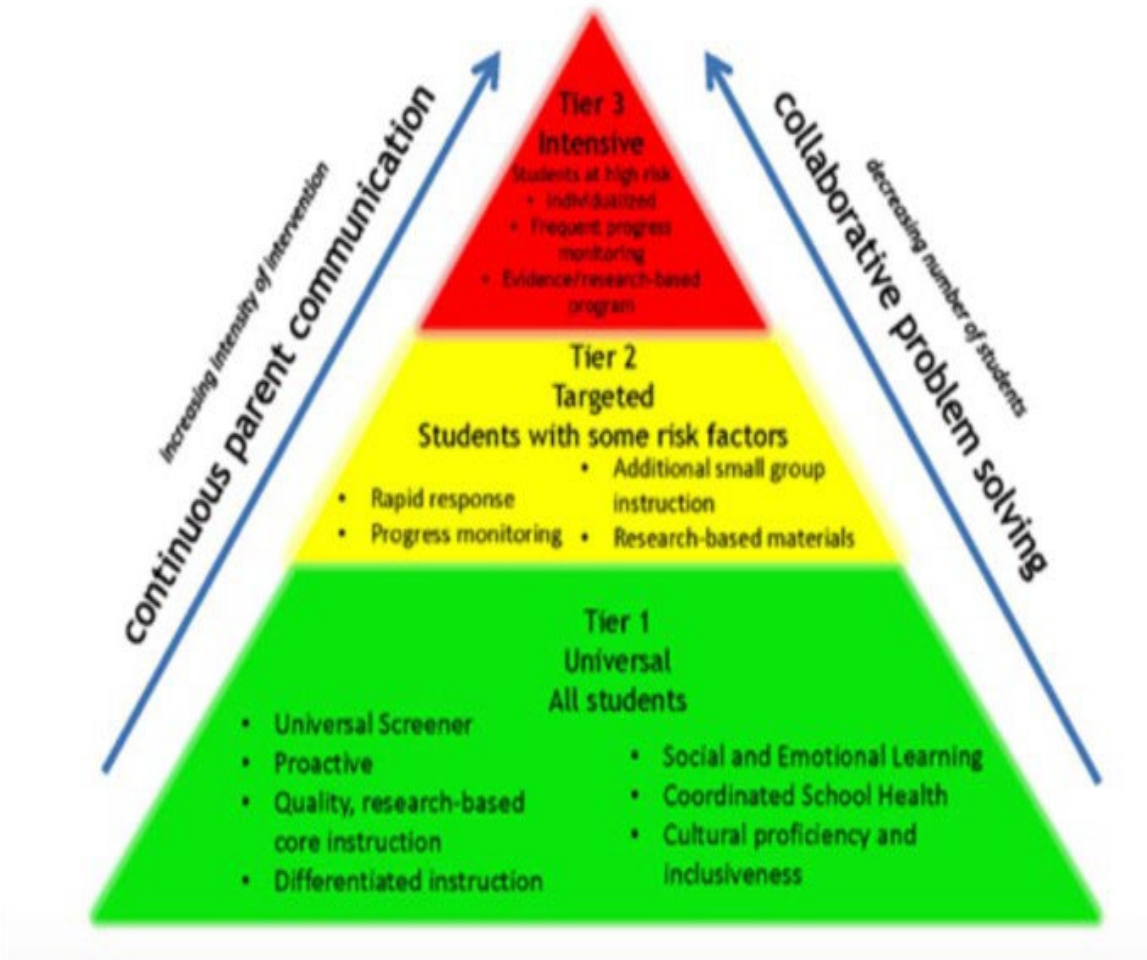 Tier 3
Intensive
Students at high risk
• Individualized
• Frequent progress
monitoring
• Evidence/research-based
program
Tier 2
Targeted
Students with some risk factors
• Rapid response
• Progress monitoring
• Additional small group
instruction
• Research-based materials
Tier 1
Universal
All students
• Universal Screener
• Proactive
• Quality, research-based
core instruction
• Differentiated instruction
• Social and Emotional Learning
• Coordinated School Health
• Cultural proficiency and
inclusiveness
increasing intensity of intervention
continuous parent communication
collaborative problem solving
decreasing number of students